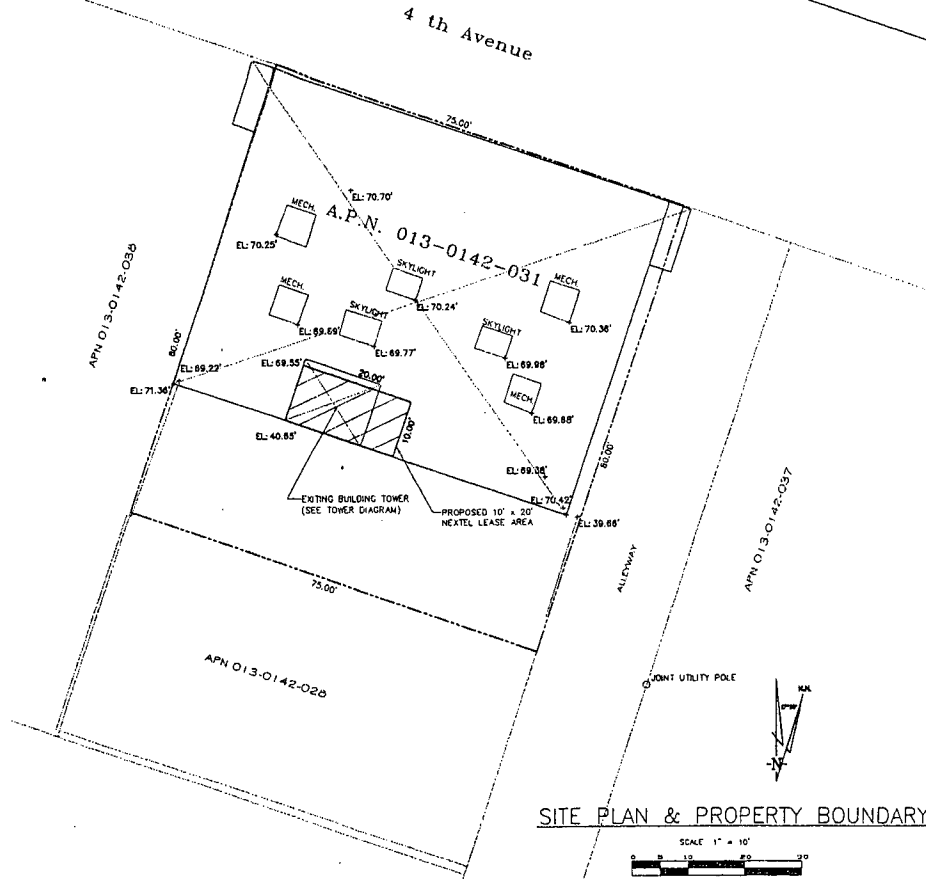 4 th Avenue
75.00'
EL: 70.70'
MECH.
A.P.N. 013-0142-031
EL: 70.25'
SKYLIGHT
MECH.
APN 013-0142-038
MECH.
EL: 70.24'
SKYLIGHT
EL: 70.36'
EL: 69.69'
SKYLIGHT
EL: 69.77'
EL: 69.98'
80.00'
EL: 69.22'
EL: 69.55'
20.00'
EL: 71.36'
MECH.
10.00'
EL: 69.68'
EL: 40.65'
80.00'
EL: 69.38'
EXITING BUILDING TOWER
(SEE TOWER DIAGRAM)
PROPOSED 10' x 20'
NEXTEL LEASE AREA
EL: 70.42'
EL: 39.66'
APN 013-0142-037
ALLEYWAY
75.00'
APN 013-0142-028
JOINT UTILITY POLE
N
SITE PLAN & PROPERTY BOUNDARY
SCALE 1" = 10'
0 5 10 20 30